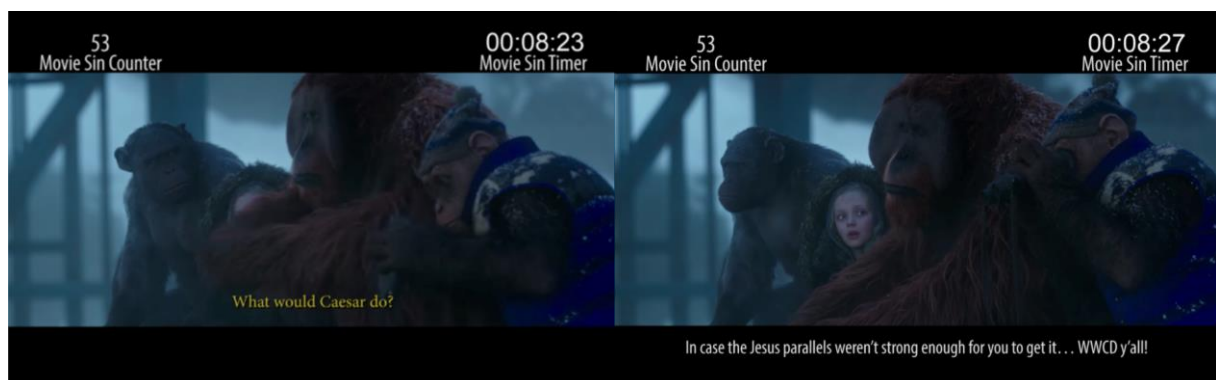 53
Movie Sin Counter
00:08:23
Movie Sin Timer
What would Caesar do?
53
Movie Sin Counter
00:08:27
Movie Sin Timer
In case the Jesus parallels weren't strong enough for you to get it... WWCD y'all!